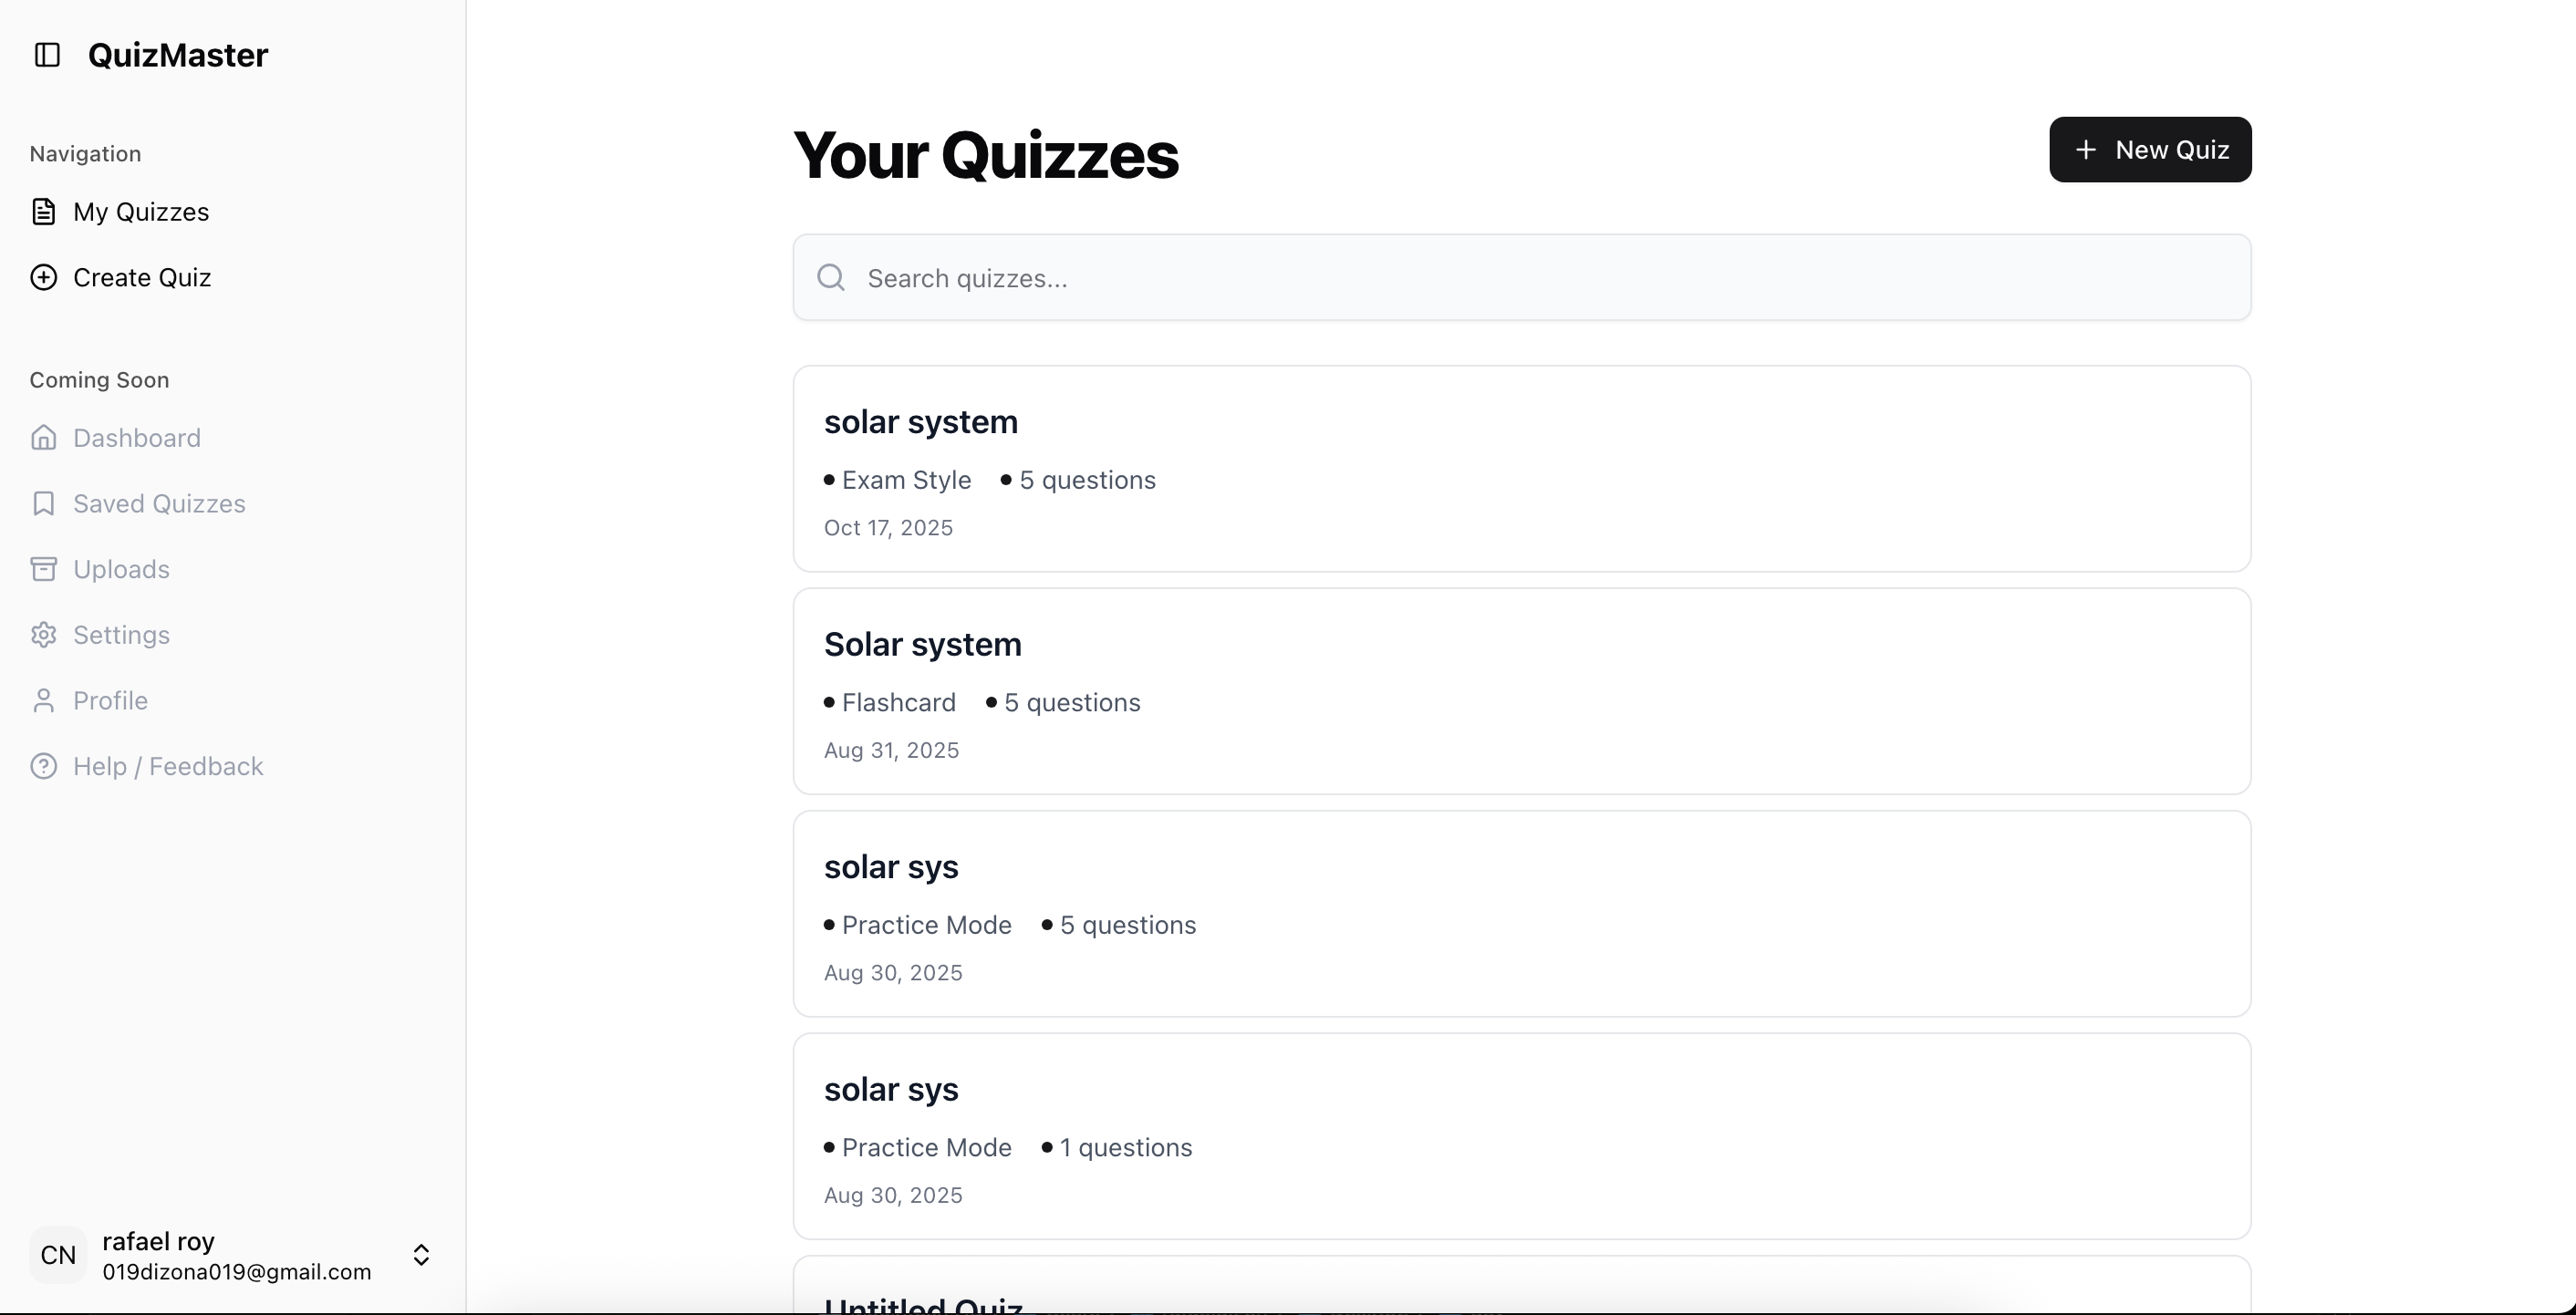 QuizMaster
Navigation
My Quizzes
Create Quiz
Coming Soon
Dashboard
Saved Quizzes
Uploads
Settings
Profile
Help / Feedback
CN
rafael roy
019dizona019@gmail.com
Your Quizzes
+ New Quiz
Search quizzes...
solar system
• Exam Style • 5 questions
Oct 17, 2025
Solar system
• Flashcard • 5 questions
Aug 31, 2025
solar sys
• Practice Mode • 5 questions
Aug 30, 2025
solar sys
• Practice Mode • 1 questions
Aug 30, 2025
Untitled Quiz